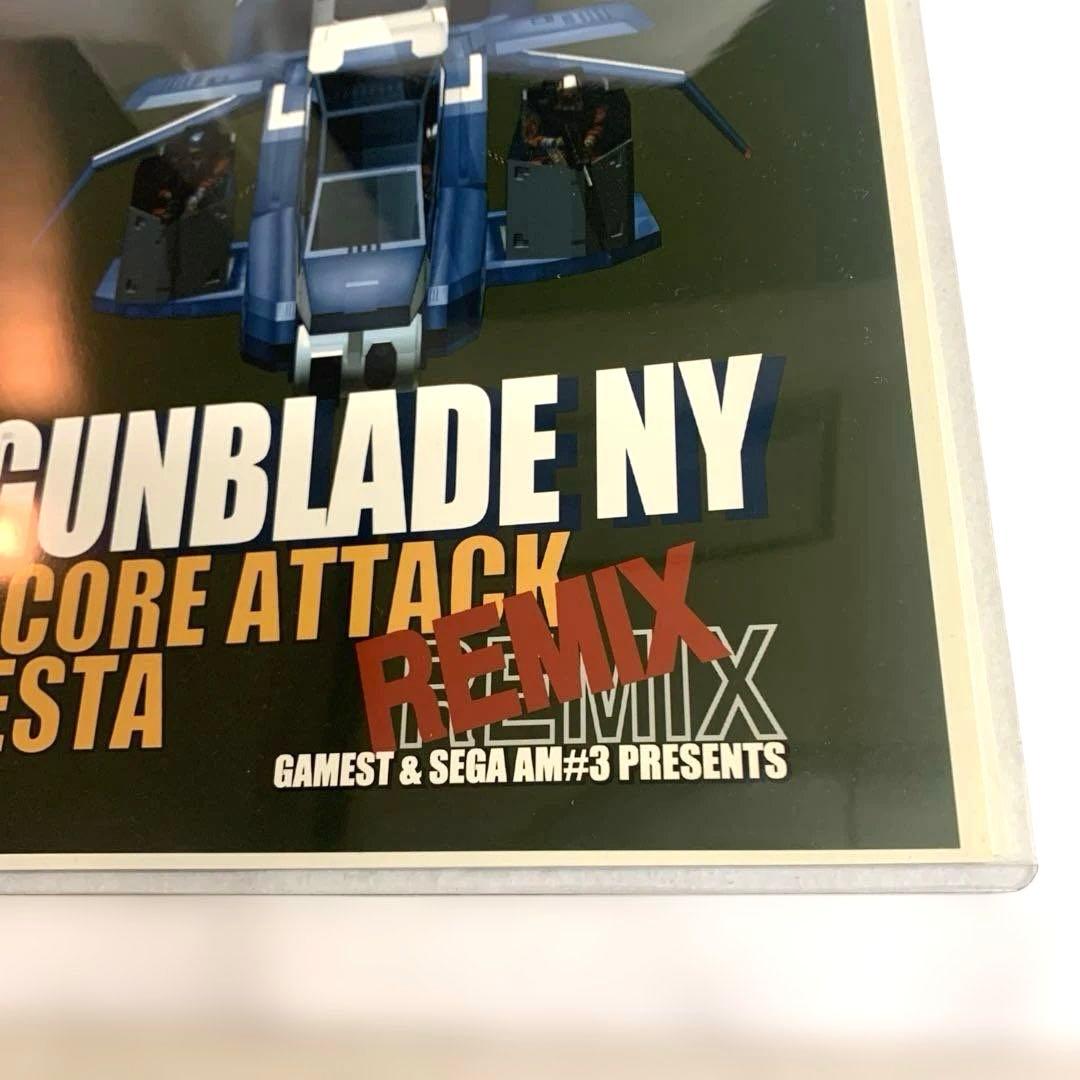 GUNBLADE NY
CORE ATTACK
ESTA
REMIX
REMIX
GAMEST & SEGA AM#3 PRESENTS